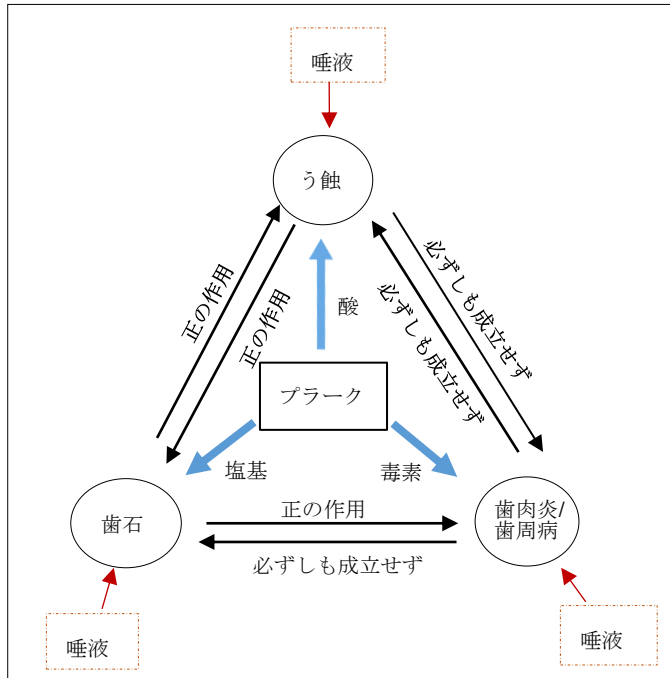 唾液
う蝕
正の作用
正の作用
必ずしも成立せず
必ずしも成立せず
酸
プラーク
塩基
毒素
歯石
正の作用
必ずしも成立せず
歯肉炎/
歯周病
唾液
唾液